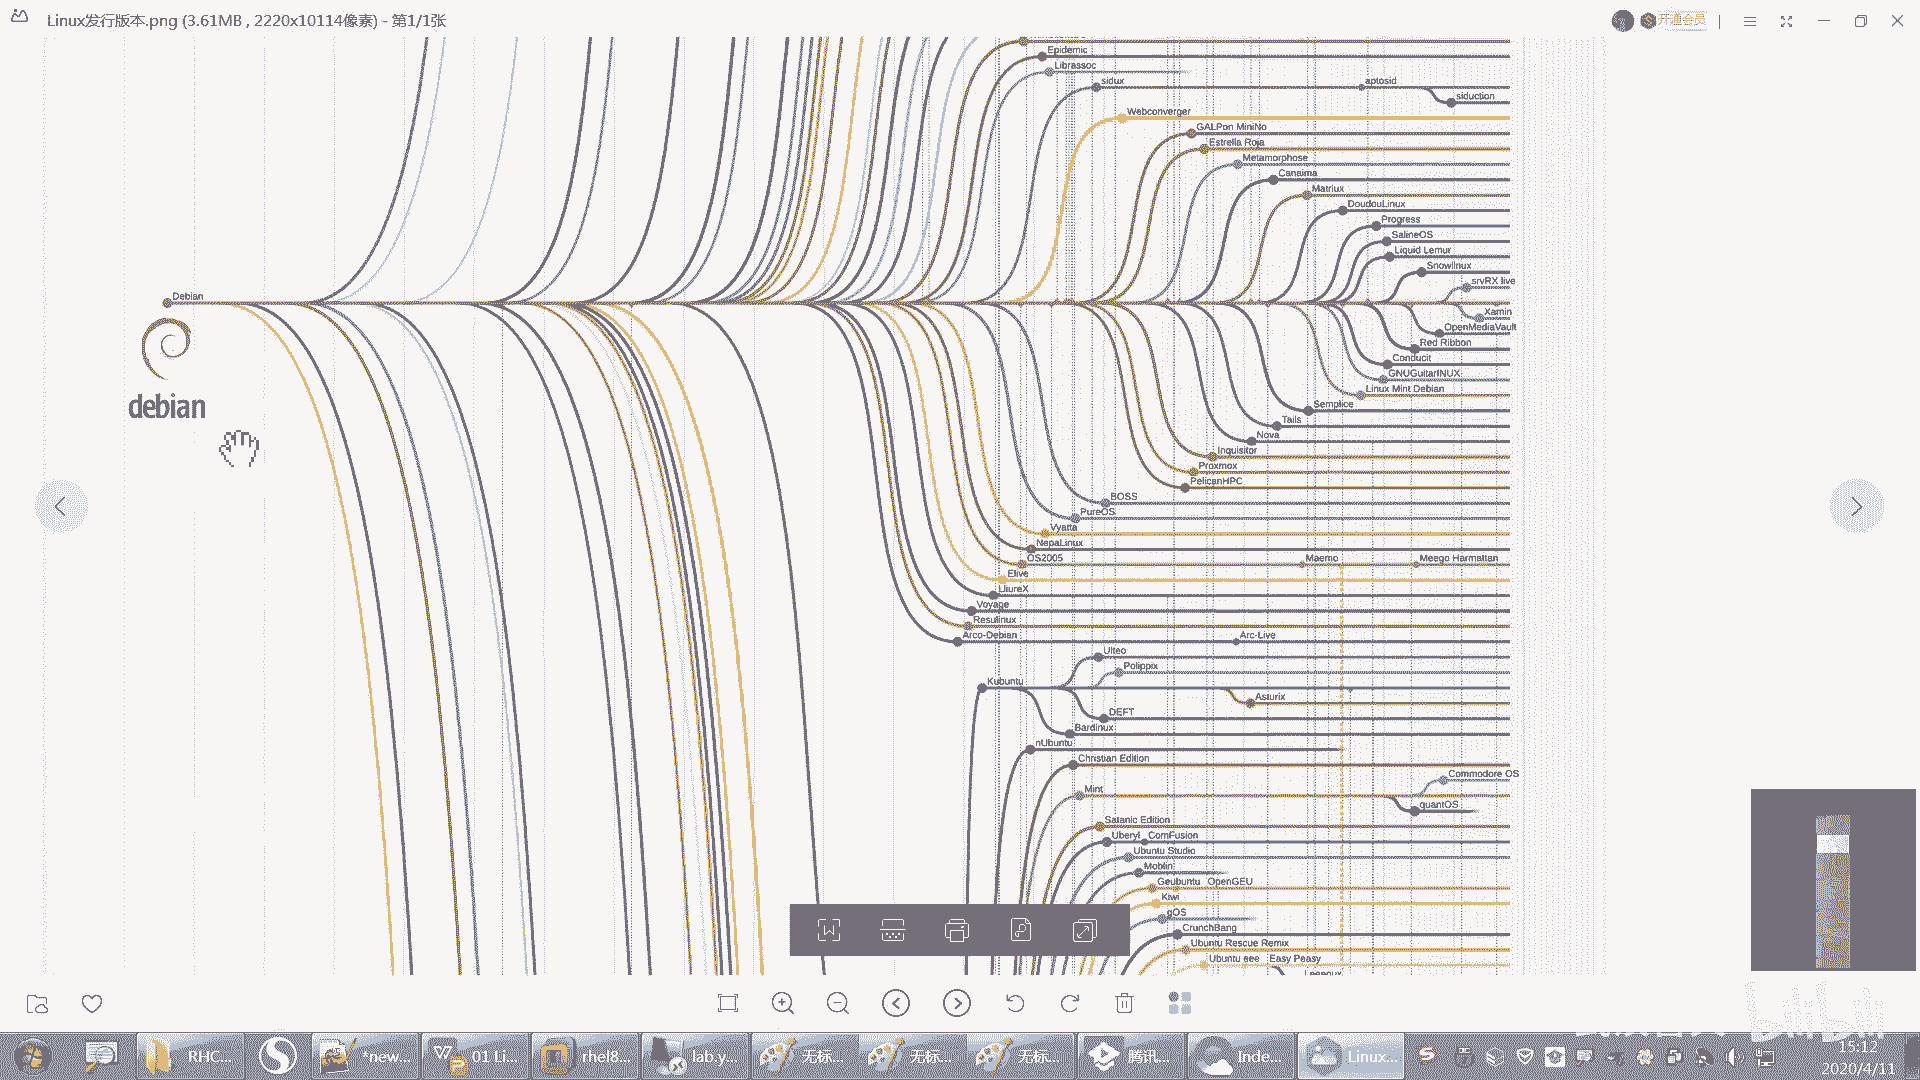 Linux发行版本.png (3.61MB , 2220x10114像素) - 第1/1张
开通会员
Epidemic
Librassoc
sidux
aptosid
siduction
Webconverger
GALPon MiniNo
Estrella Roja
Metamorphose
Canaima
Matriux
DoudouLinux
Progress
SalineOS
Liquid Lemur
Snowlinux
srvRX live
Debian
Xamin
OpenMediaVault
Red Ribbon
Conducit
GNUGuitarINUX
Linux Mint Debian
debian
Semplice
Tails
Nova
Inquisitor
Proxmox
PelicanHPC
BOSS
PureOS
Vyatta
NepaLinux
OS2005
Maemo
Meego Harmattan
Elive
LliureX
Voyage
Resulinux
Arco-Debian
Arc-Live
Ulteo
Polippix
Kubuntu
Asturix
DEFT
Bardinux
nUbuntu
Christian Edition
Commodore OS
Mint
quantOS
Satanic Edition
Uberyl ComFusion
Ubuntu Studio
Moblin
Geubuntu OpenGEU
Kiwi
gOS
CrunchBang
Ubuntu Rescue Remix
Ubuntu eee Easy Peasy
bilibili
RHC...
*new...
01 Li...
rhel8...
lab.y...
无标...
无标...
无标...
腾讯...
Inde...
Linux...
15:12
2020/4/11